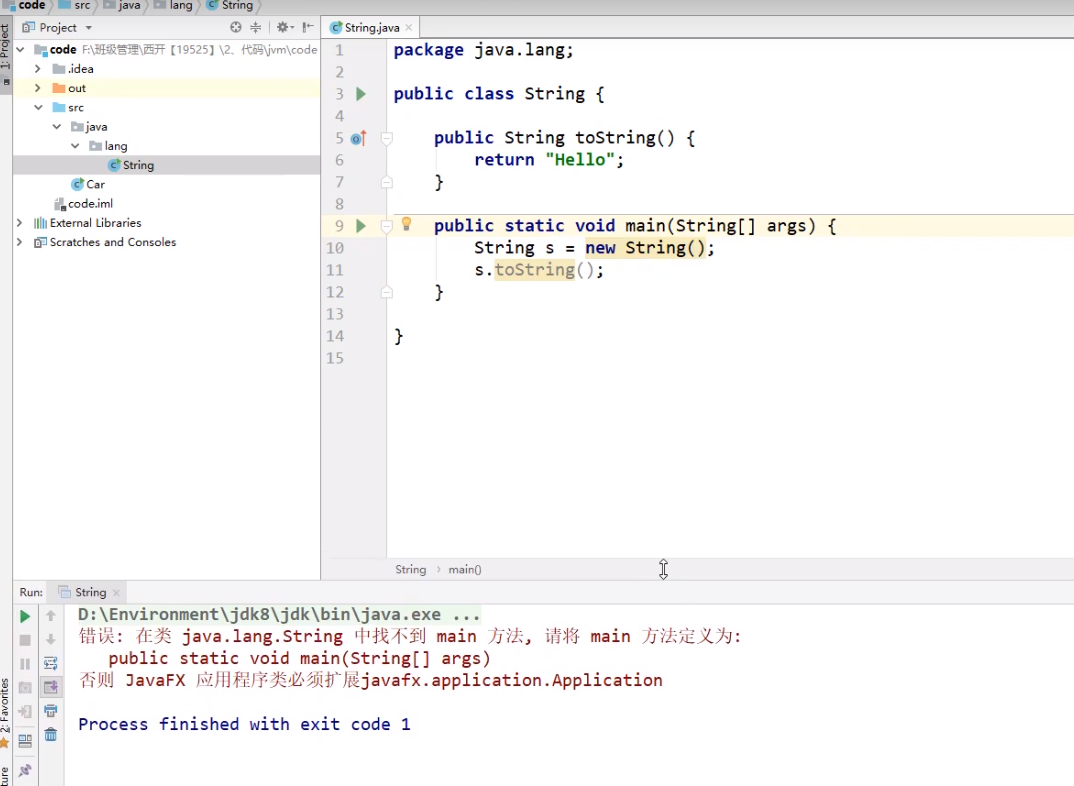 code src java lang String
Project
1: Project
code F:\班级管理\西开【19525】\2、代码\jvm\code
.idea
out
src
java
lang
String
Car
code.iml
External Libraries
Scratches and Consoles
String.java
1 package java.lang;
2
3 public class String {
4
5 public String toString() {
6 return "Hello";
7 }
8
9 public static void main(String[] args) {
10 String s = new String();
11 s.toString();
12 }
13
14 }
15
String main()
Run: String
D:\Environment\jdk8\jdk\bin\java.exe ...
错误: 在类 java.lang.String 中找不到 main 方法, 请将 main 方法定义为:
public static void main(String[] args)
否则 JavaFX 应用程序类必须扩展javafx.application.Application
Process finished with exit code 1
2: Favorites